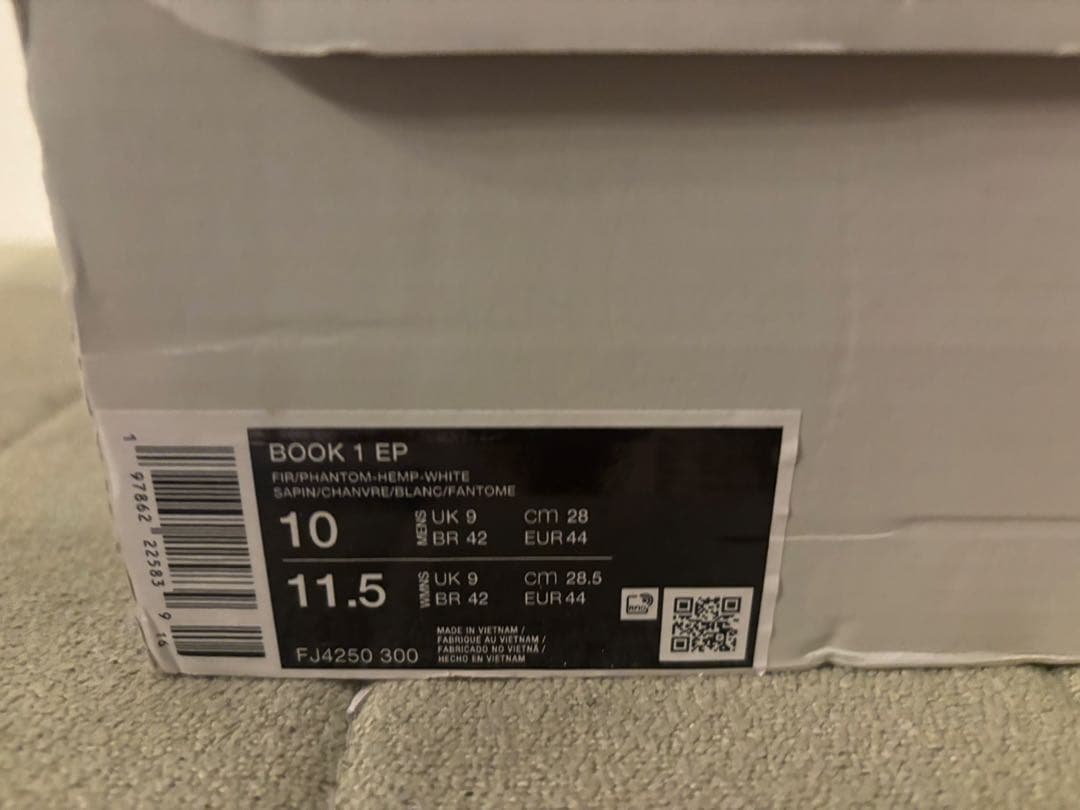 BOOK 1 EP
FIR/PHANTOM-HEMP-WHITE
SAPIN/CHANVRE/BLANC/FANTOME
10 MENS UK 9 cm 28
BR 42 EUR 44
11.5 WMNS UK 9 cm 28.5
BR 42 EUR 44
FJ4250 300
MADE IN VIETNAM /
FABRIQUE AU VIETNAM /
FABRICADO NO VIETNÃ /
HECHO EN VIETNAM
RFID
1 97862 22583 9 16